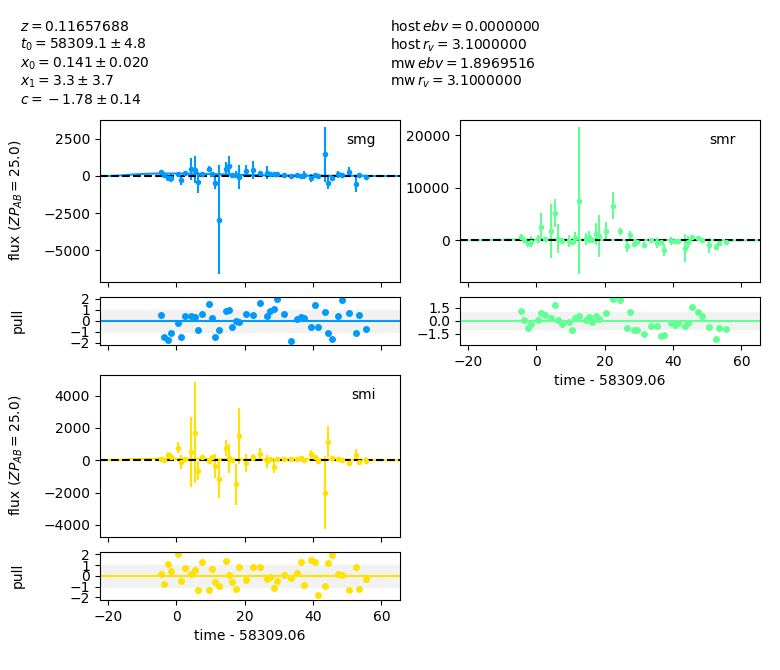 z = 0.11657688
t₀ = 58309.1 ± 4.8
x₀ = 0.141 ± 0.020
x₁ = 3.3 ± 3.7
c = −1.78 ± 0.14
host ebv = 0.0000000
host r_v = 3.1000000
mw ebv = 1.8969516
mw r_v = 3.1000000
smg
2500
0
−2500
−5000
flux (ZP_AB = 25.0)
smr
20000
10000
0
2
1
0
−1
−2
pull
1.5
0.0
−1.5
−20 0 20 40 60
time - 58309.06
smi
4000
2000
0
−2000
−4000
flux (ZP_AB = 25.0)
2
1
0
−1
−2
pull
−20 0 20 40 60
time - 58309.06